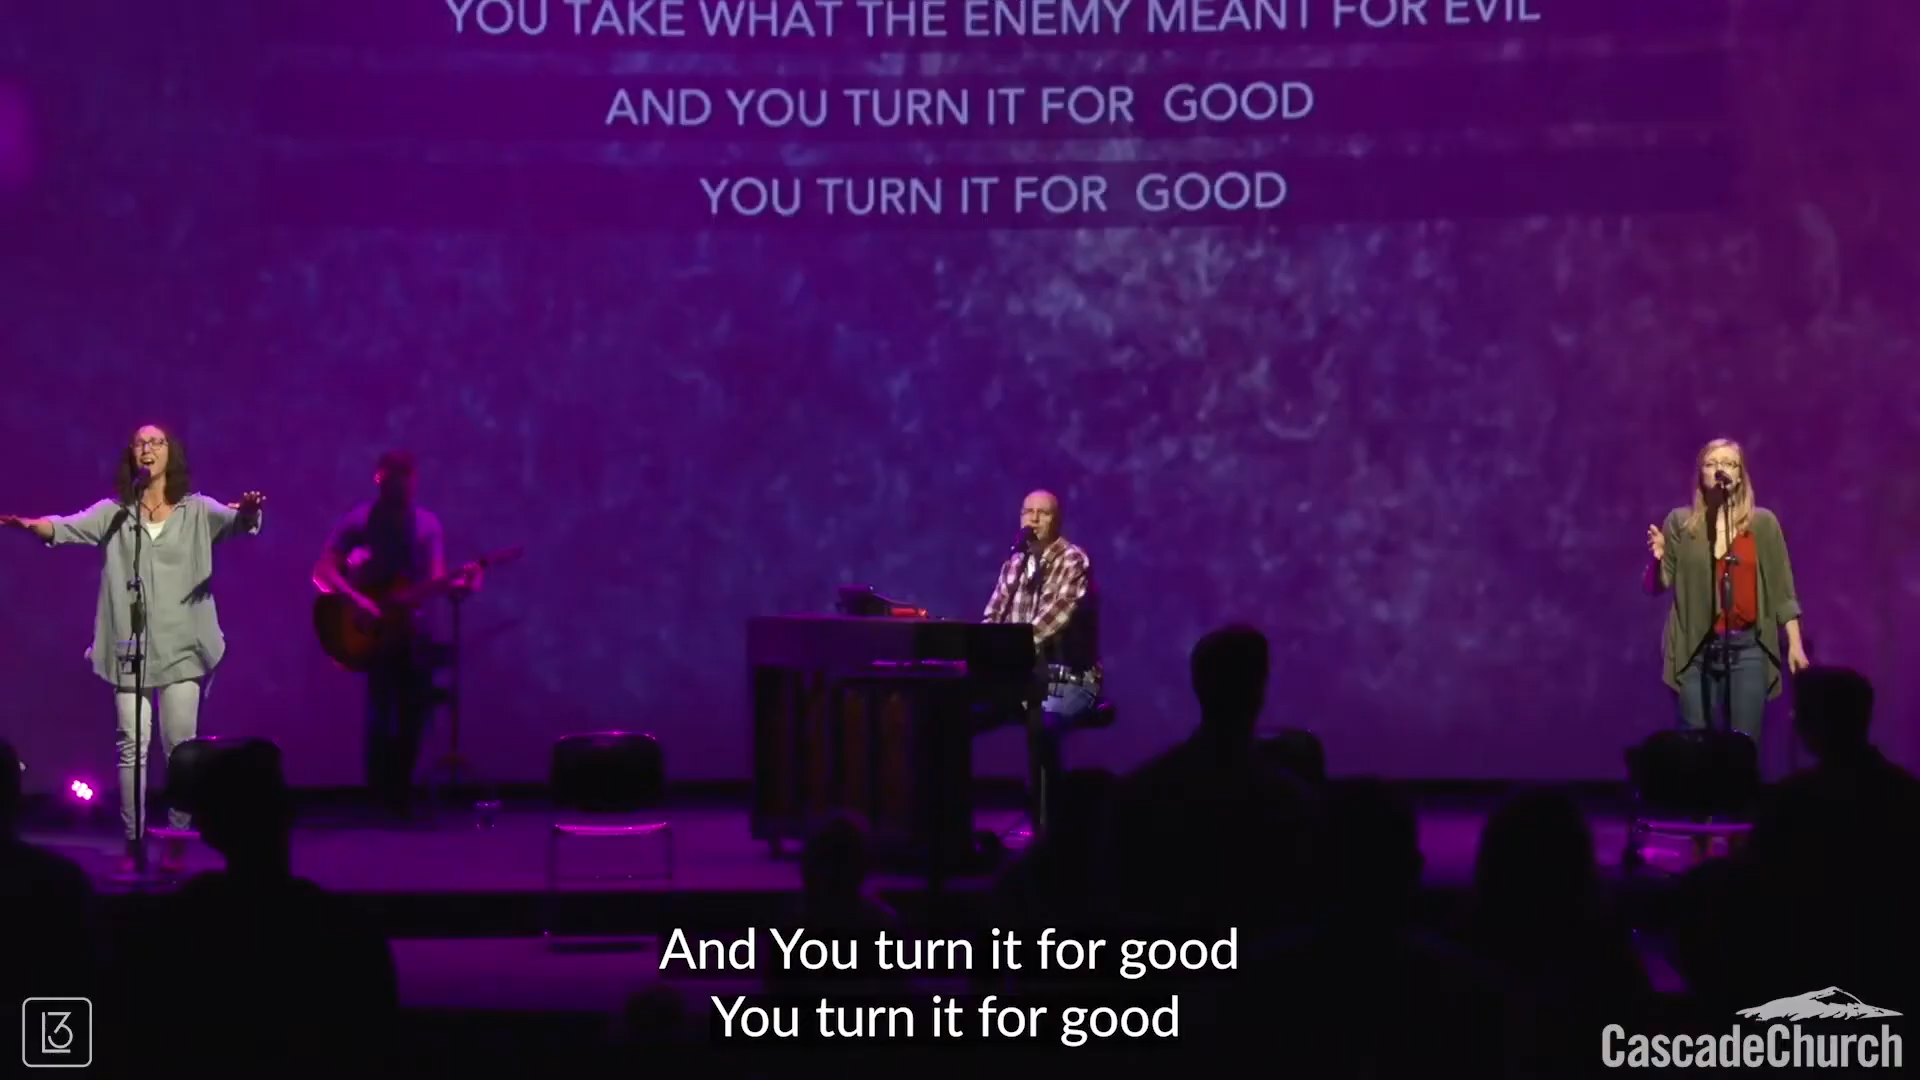 YOU TAKE WHAT THE ENEMY MEANT FOR EVIL
AND YOU TURN IT FOR GOOD
YOU TURN IT FOR GOOD
And You turn it for good
You turn it for good
L3
CascadeChurch